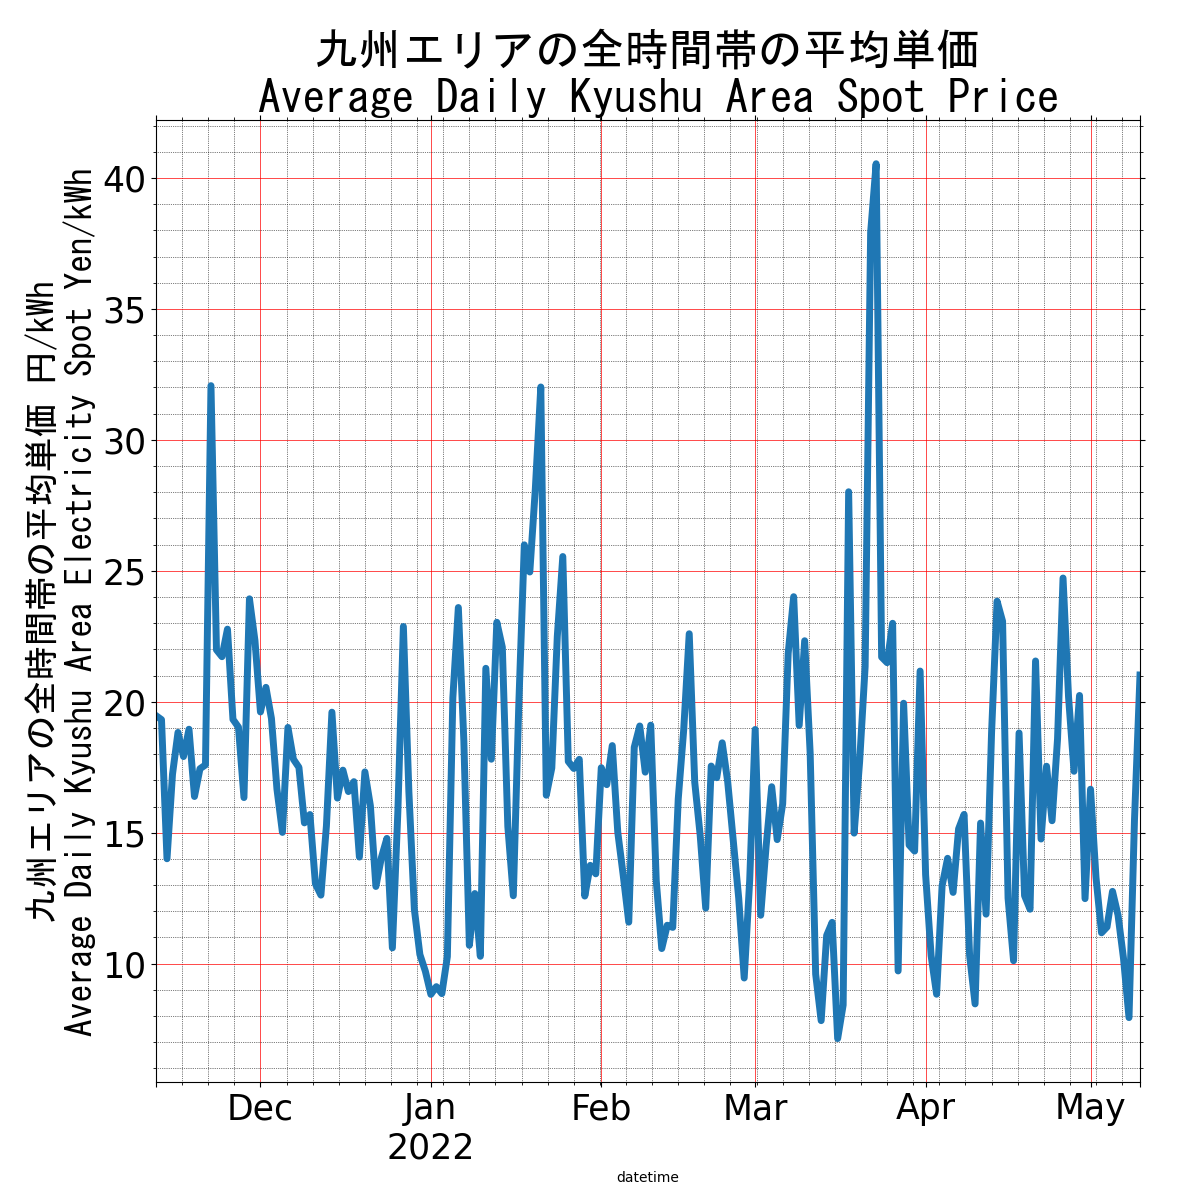 九州エリアの全時間帯の平均単価
Average Daily Kyushu Area Spot Price
九州エリアの全時間帯の平均単価 円/kWh
Average Daily Kyushu Area Electricity Spot Yen/kWh
40
35
30
25
20
15
10
Dec
Jan
2022
Feb
Mar
Apr
May
datetime